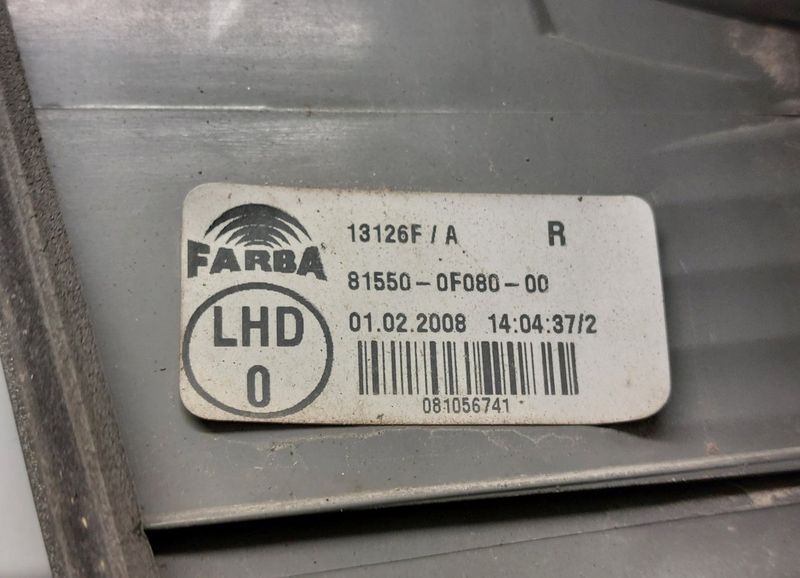 FARBA
13126F / A R
81550-0F080-00
LHD
0
01.02.2008 14:04:37/2
081056741